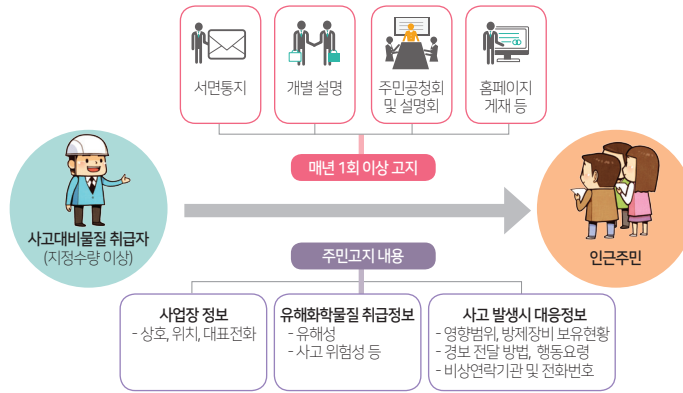 서면통지
개별 설명
주민공청회
및 설명회
홈페이지
게재 등
매년 1회 이상 고지
사고대비물질 취급자
(지정수량 이상)
인근주민
주민고지 내용
사업장 정보
- 상호, 위치, 대표전화
유해화학물질 취급정보
- 유해성
- 사고 위험성 등
사고 발생시 대응정보
- 영향범위, 방제장비 보유현황
- 경보 전달 방법, 행동요령
- 비상연락기관 및 전화번호